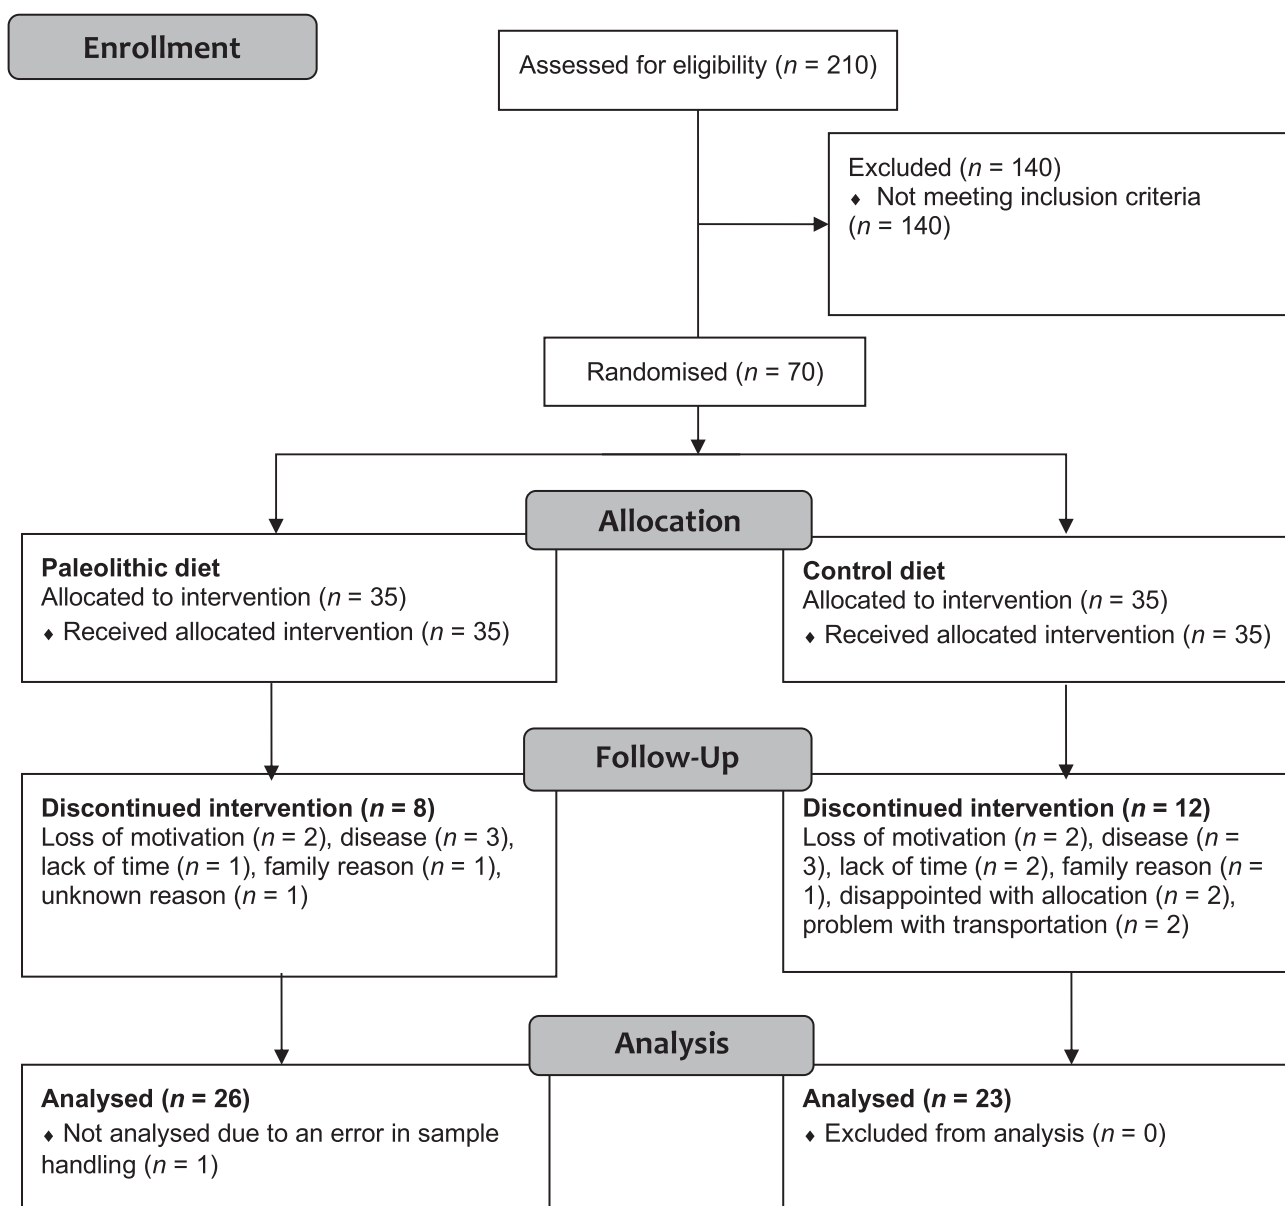 Enrollment
Assessed for eligibility (n = 210)
Excluded (n = 140)
♦ Not meeting inclusion criteria
(n = 140)
Randomised (n = 70)
Allocation
Paleolithic diet
Allocated to intervention (n = 35)
♦ Received allocated intervention (n = 35)
Control diet
Allocated to intervention (n = 35)
♦ Received allocated intervention (n = 35)
Follow-Up
Discontinued intervention (n = 8)
Loss of motivation (n = 2), disease (n = 3),
lack of time (n = 1), family reason (n = 1),
unknown reason (n = 1)
Discontinued intervention (n = 12)
Loss of motivation (n = 2), disease (n =
3), lack of time (n = 2), family reason (n =
1), disappointed with allocation (n = 2),
problem with transportation (n = 2)
Analysis
Analysed (n = 26)
♦ Not analysed due to an error in sample
handling (n = 1)
Analysed (n = 23)
♦ Excluded from analysis (n = 0)